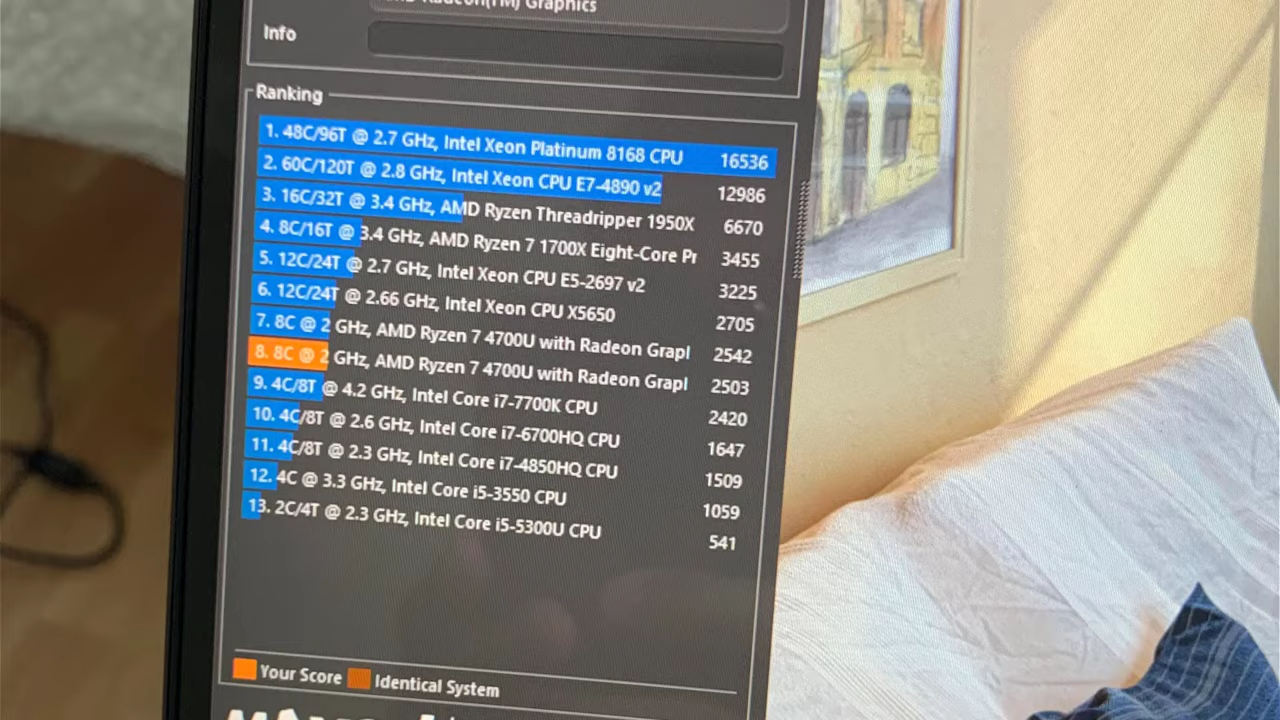 Graphics
Info
Ranking
1. 48C/96T @ 2.7 GHz, Intel Xeon Platinum 8168 CPU 16536
2. 60C/120T @ 2.8 GHz, Intel Xeon CPU E7-4890 v2 12986
3. 16C/32T @ 3.4 GHz, AMD Ryzen Threadripper 1950X 6670
4. 8C/16T @ 3.4 GHz, AMD Ryzen 7 1700X Eight-Core Pr 3455
5. 12C/24T @ 2.7 GHz, Intel Xeon CPU E5-2697 v2 3225
6. 12C/24T @ 2.66 GHz, Intel Xeon CPU X5650 2705
7. 8C @ 2 GHz, AMD Ryzen 7 4700U with Radeon Grapl 2542
8. 8C @ 2 GHz, AMD Ryzen 7 4700U with Radeon Grapl 2503
9. 4C/8T @ 4.2 GHz, Intel Core i7-7700K CPU 2420
10. 4C/8T @ 2.6 GHz, Intel Core i7-6700HQ CPU 1647
11. 4C/8T @ 2.3 GHz, Intel Core i7-4850HQ CPU 1509
12. 4C @ 3.3 GHz, Intel Core i5-3550 CPU 1059
13. 2C/4T @ 2.3 GHz, Intel Core i5-5300U CPU 541
Your Score Identical System